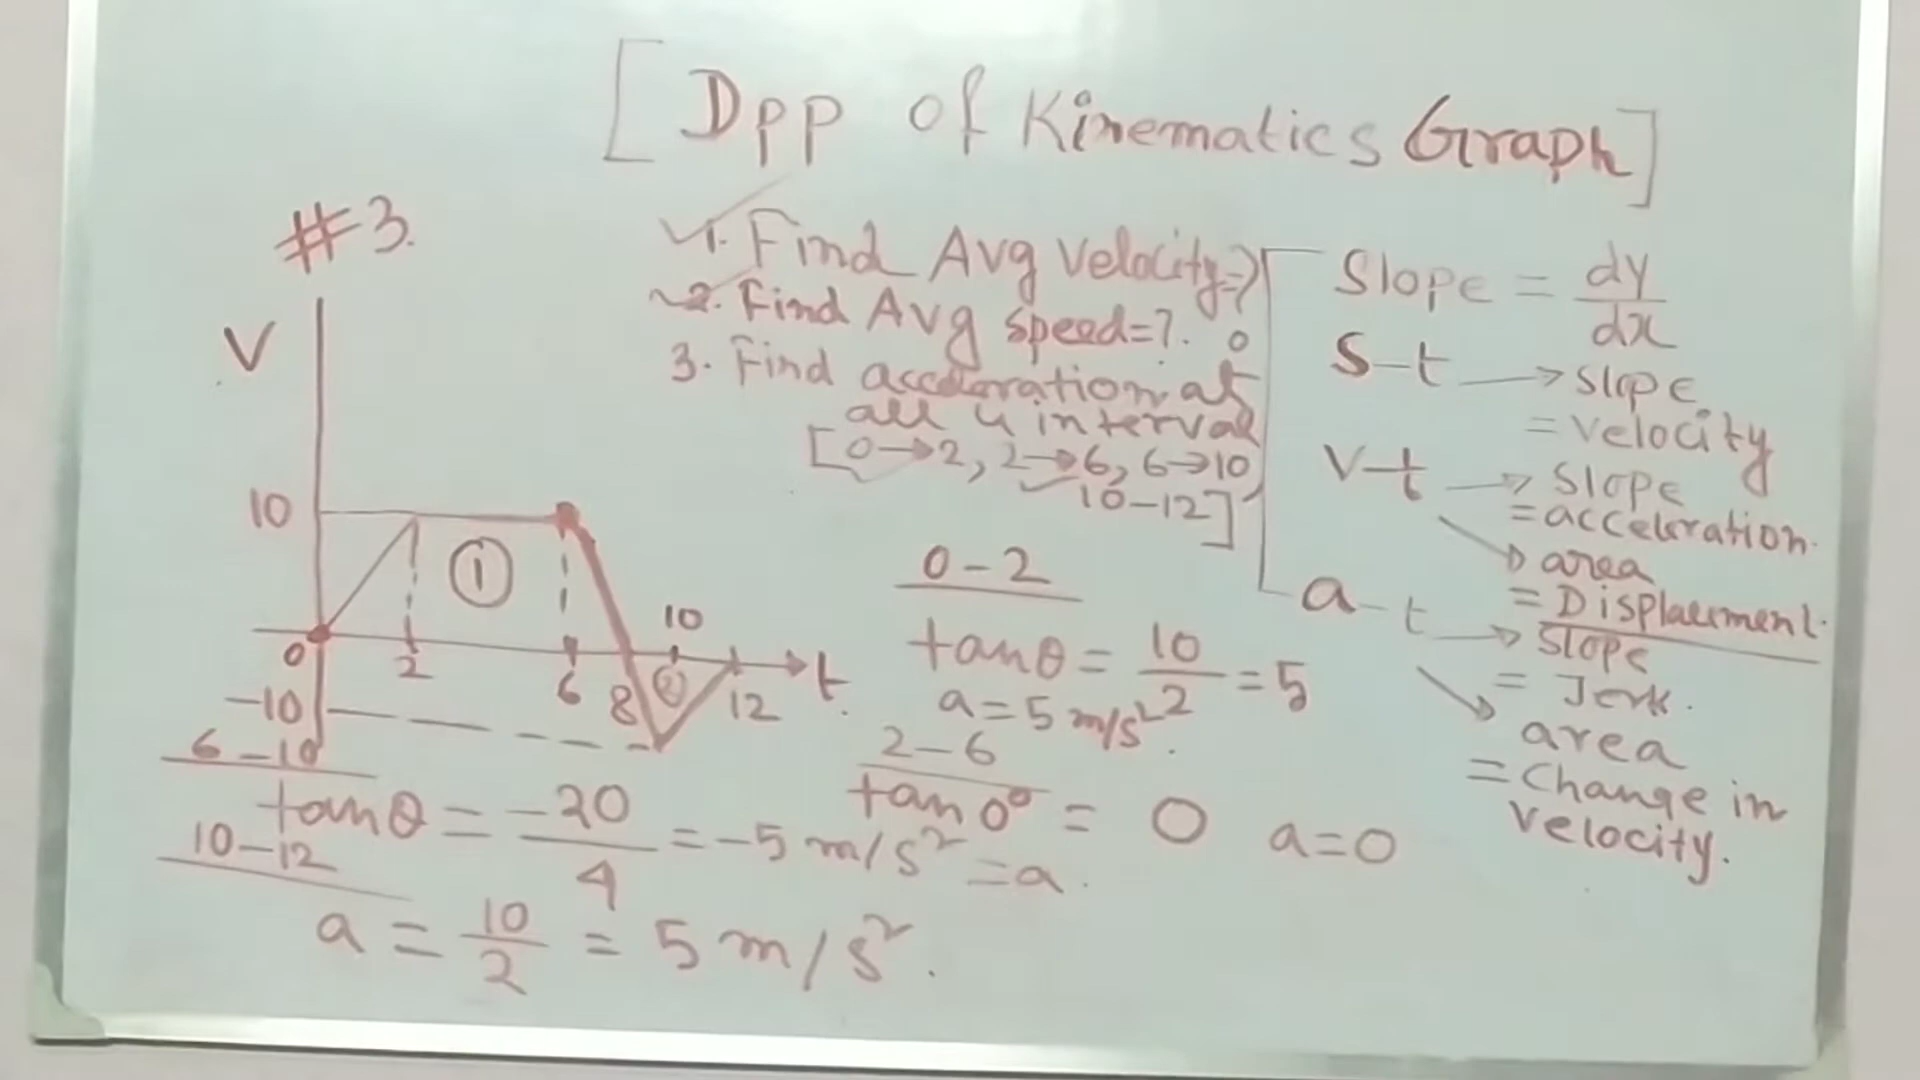 [Dpp of Kinematics Graph]
#3.
1. Find Avg Velocity=?
2. Find Avg speed=?
3. Find acceleration at
all 4 interval
[0→2, 2→6, 6→10
10-12]
V
10
0
2
6
8
10
12
t
-10
①
②
0-2
tanθ = 10/2 = 5
a=5 m/s²
2-6
tan0° = 0 a=0
6-10
tanθ = -20/4 = -5 m/s² = a.
10-12
a = 10/2 = 5 m/s².
Slope = dy/dx
S-t → slope
= velocity
V-t → slope
= acceleration.
→ area
= Displacement.
a-t → slope
= Jerk.
→ area
= Change in
velocity.